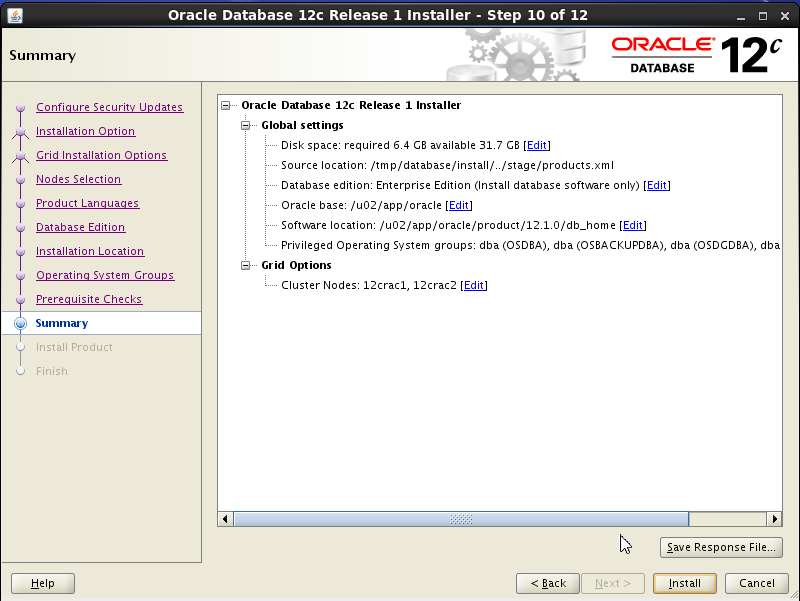 Oracle Database 12c Release 1 Installer - Step 10 of 12
Summary
ORACLE
DATABASE
12c
Configure Security Updates
Installation Option
Grid Installation Options
Nodes Selection
Product Languages
Database Edition
Installation Location
Operating System Groups
Prerequisite Checks
Summary
Install Product
Finish
Oracle Database 12c Release 1 Installer
Global settings
Disk space: required 6.4 GB available 31.7 GB [Edit]
Source location: /tmp/database/install/../stage/products.xml
Database edition: Enterprise Edition (Install database software only) [Edit]
Oracle base: /u02/app/oracle [Edit]
Software location: /u02/app/oracle/product/12.1.0/db_home [Edit]
Privileged Operating System groups: dba (OSDBA), dba (OSBACKUPDBA), dba (OSDGDBA), dba
Grid Options
Cluster Nodes: 12crac1, 12crac2 [Edit]
Save Response File...
Help
< Back
Next >
Install
Cancel